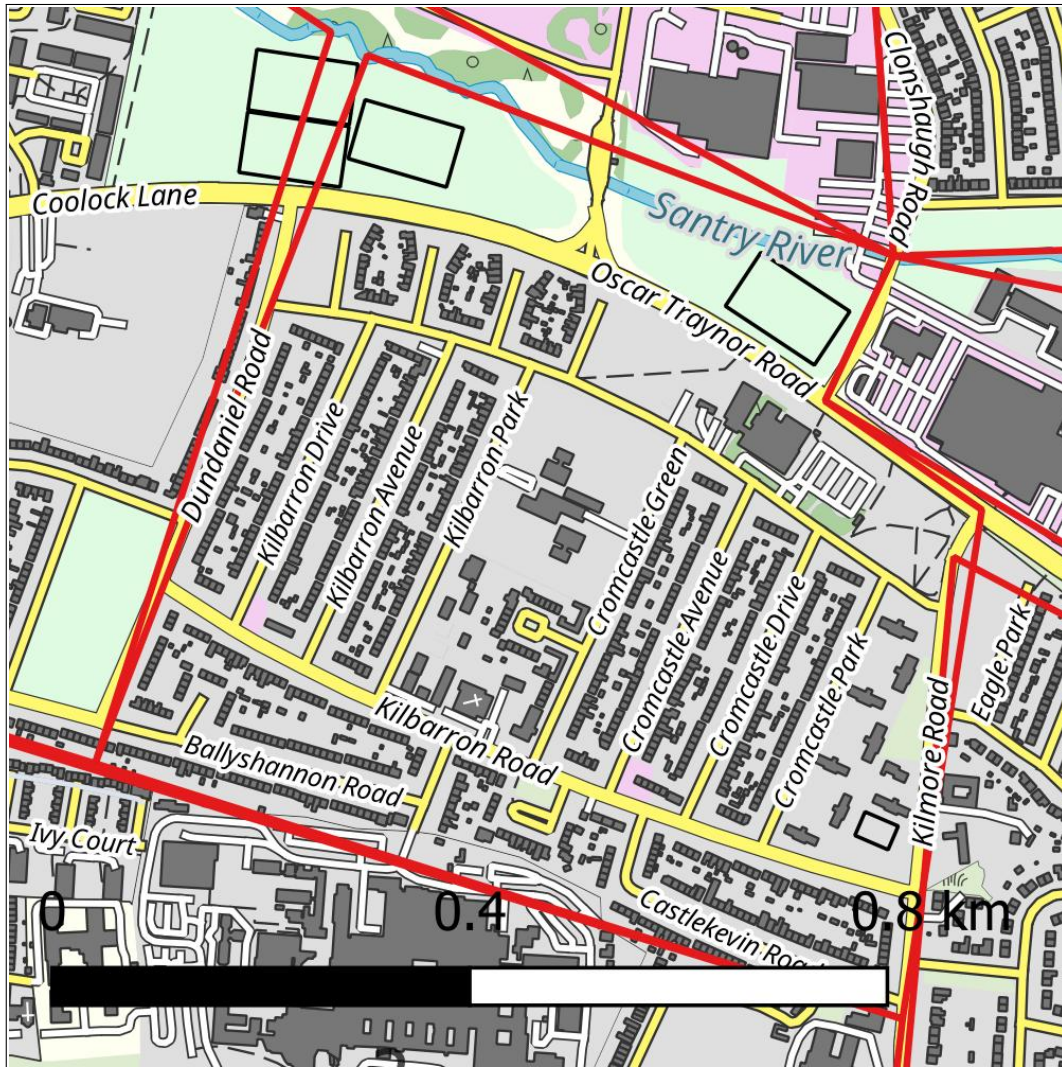 Clonshaugh Road
Coolock Lane
Santry River
Oscar Traynor Road
Dundaniel Road
Kilbarron Drive
Kilbarron Avenue
Kilbarron Park
Cromcastle Green
Cromcastle Avenue
Cromcastle Drive
Cromcastle Park
Eagle Park
Kilmore Road
Kilbarron Road
Ballyshannon Road
Ivy Court
Castlekevin Road
0 0.4 0.8 km